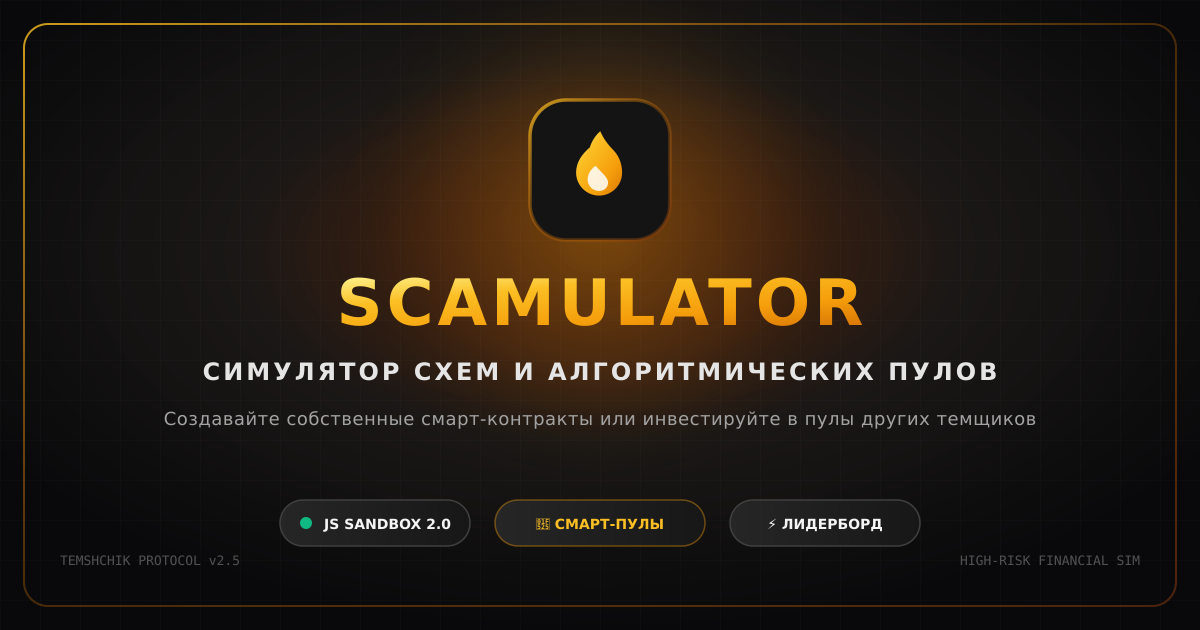 SCAMULATOR
СИМУЛЯТОР СХЕМ И АЛГОРИТМИЧЕСКИХ ПУЛОВ
Создавайте собственные смарт-контракты или инвестируйте в пулы других темщиков
JS SANDBOX 2.0
СМАРТ-ПУЛЫ
⚡ ЛИДЕРБОРД
TEMSHCHIK PROTOCOL v2.5
HIGH-RISK FINANCIAL SIM